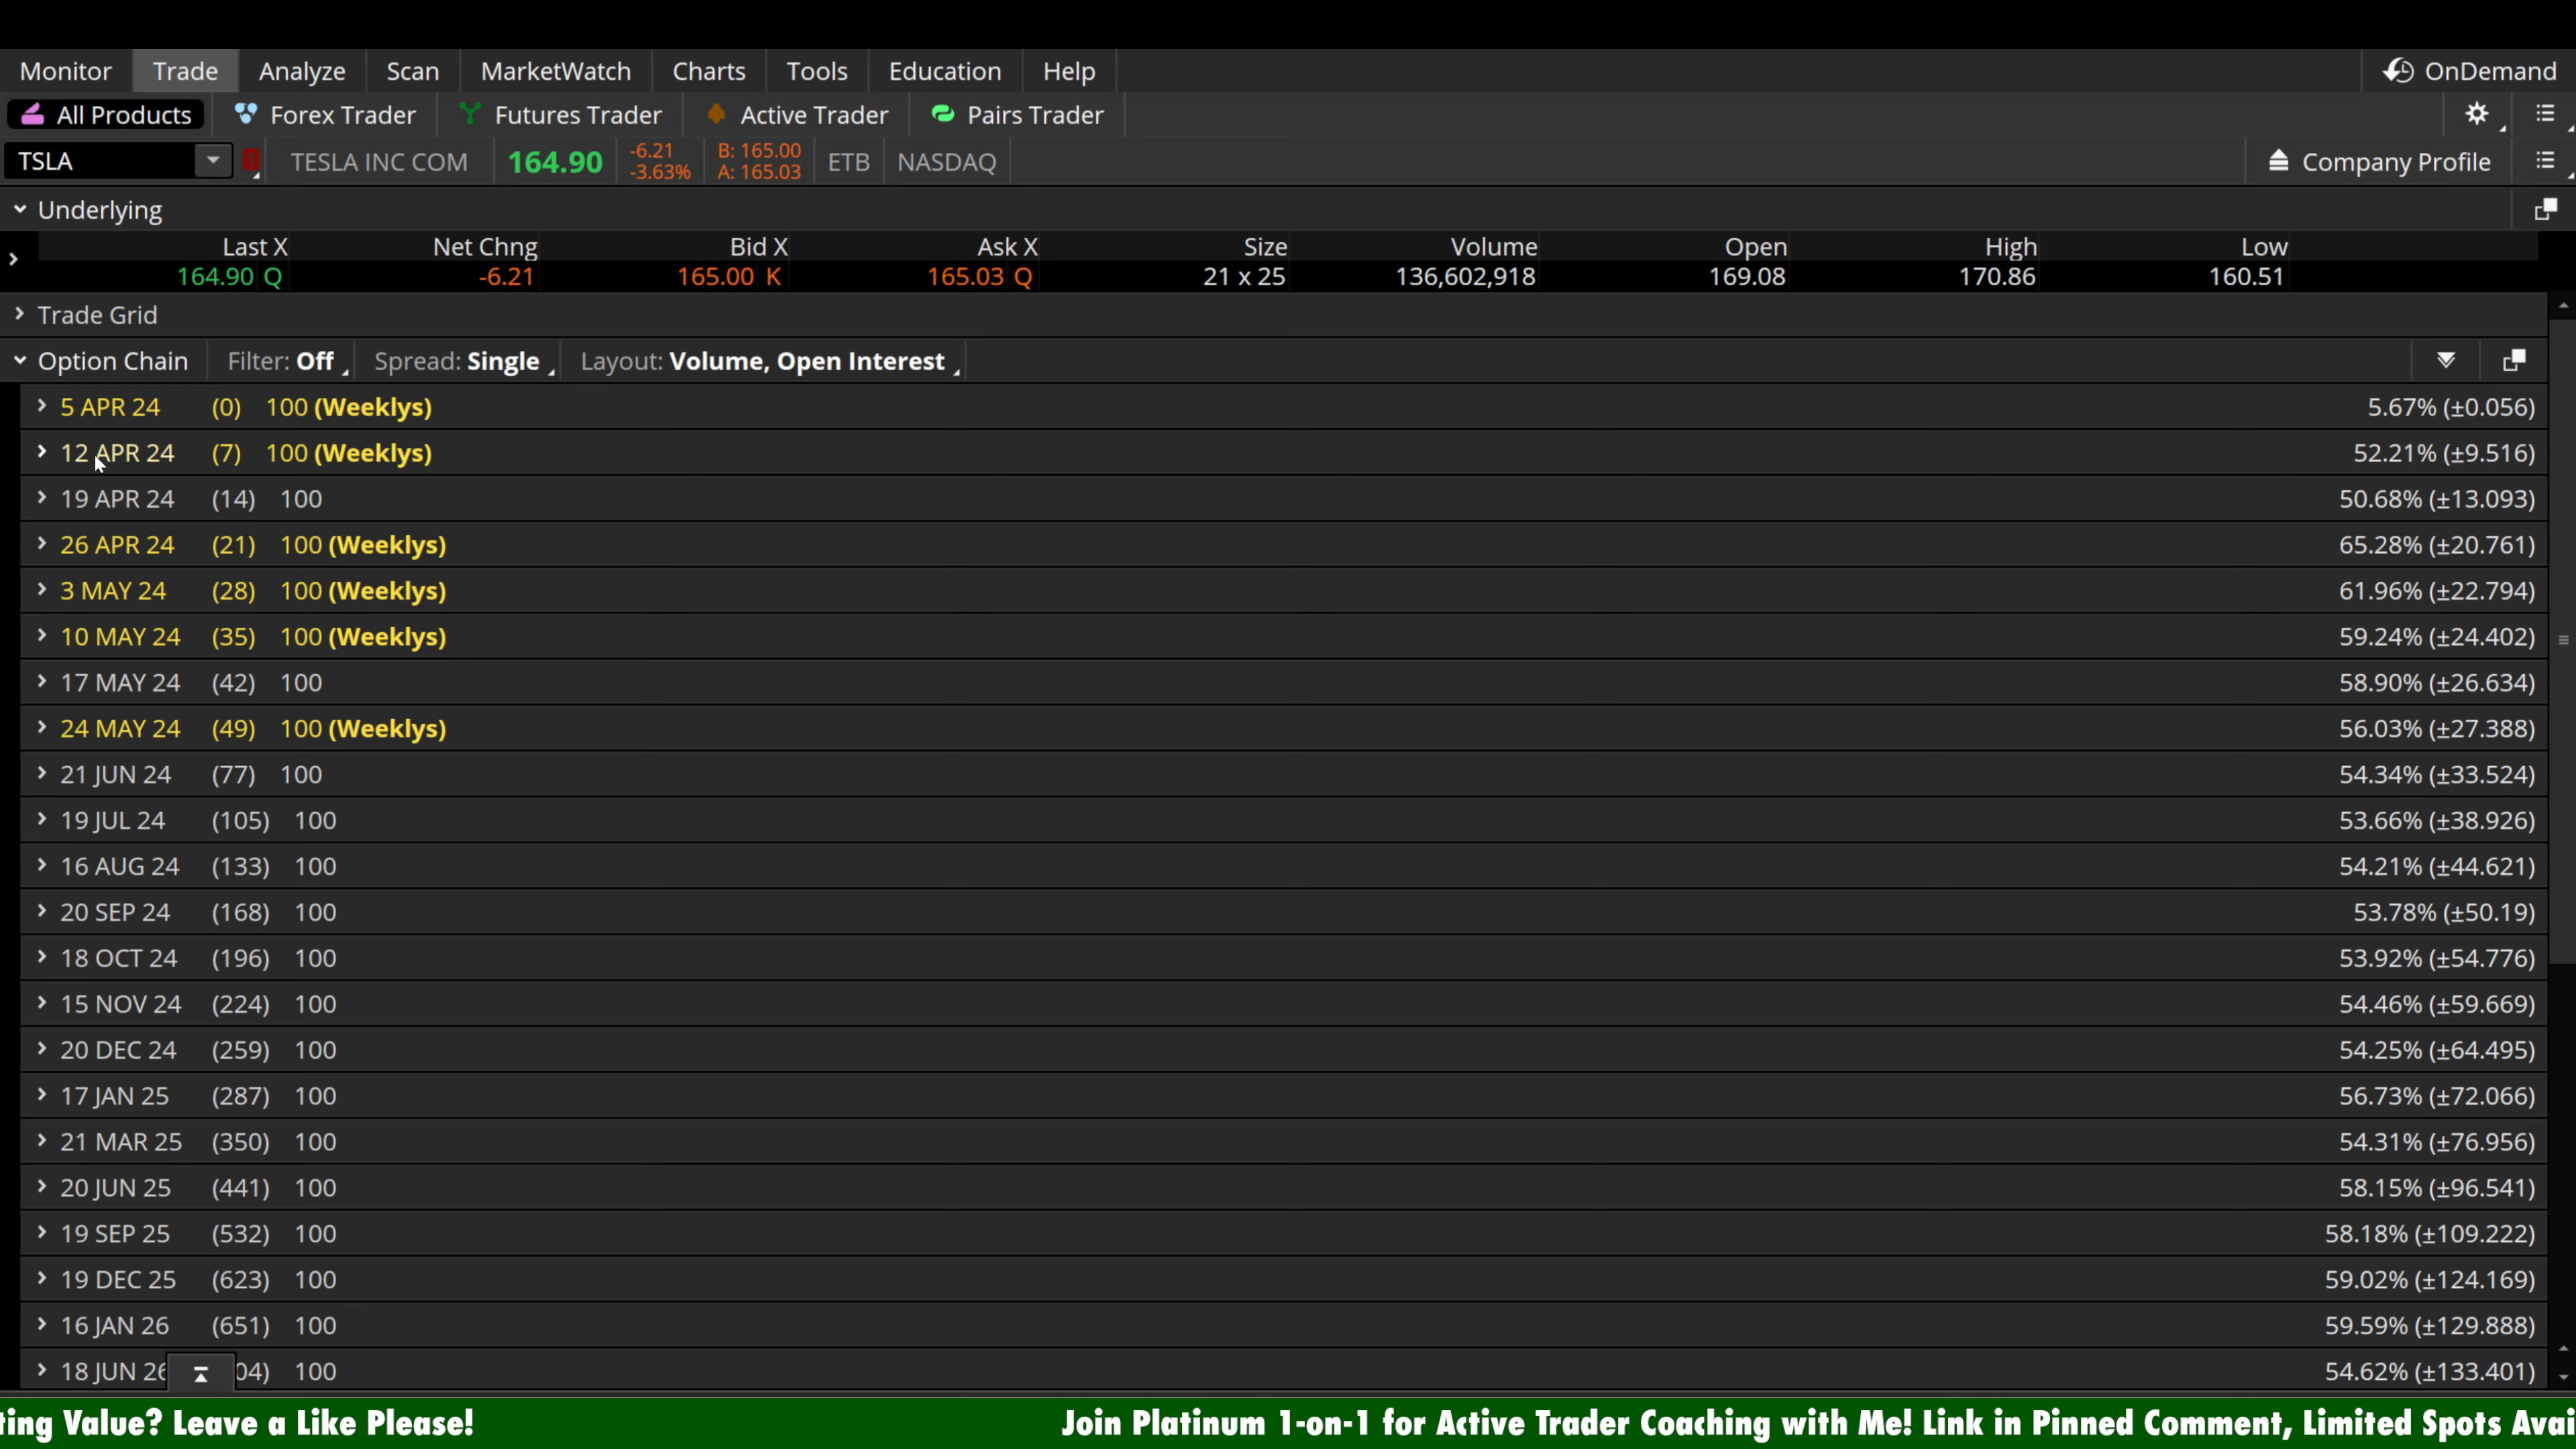 Monitor Trade Analyze Scan MarketWatch Charts Tools Education Help OnDemand
All Products Forex Trader Futures Trader Active Trader Pairs Trader
TSLA TESLA INC COM 164.90 -6.21 B: 165.00 ETB NASDAQ Company Profile
-3.63% A: 165.03
Underlying
Last X Net Chng Bid X Ask X Size Volume Open High Low
164.90 Q -6.21 165.00 K 165.03 Q 21 x 25 136,602,918 169.08 170.86 160.51
Trade Grid
Option Chain Filter: Off Spread: Single Layout: Volume, Open Interest
5 APR 24 (0) 100 (Weeklys) 5.67% (±0.056)
12 APR 24 (7) 100 (Weeklys) 52.21% (±9.516)
19 APR 24 (14) 100 50.68% (±13.093)
26 APR 24 (21) 100 (Weeklys) 65.28% (±20.761)
3 MAY 24 (28) 100 (Weeklys) 61.96% (±22.794)
10 MAY 24 (35) 100 (Weeklys) 59.24% (±24.402)
17 MAY 24 (42) 100 58.90% (±26.634)
24 MAY 24 (49) 100 (Weeklys) 56.03% (±27.388)
21 JUN 24 (77) 100 54.34% (±33.524)
19 JUL 24 (105) 100 53.66% (±38.926)
16 AUG 24 (133) 100 54.21% (±44.621)
20 SEP 24 (168) 100 53.78% (±50.19)
18 OCT 24 (196) 100 53.92% (±54.776)
15 NOV 24 (224) 100 54.46% (±59.669)
20 DEC 24 (259) 100 54.25% (±64.495)
17 JAN 25 (287) 100 56.73% (±72.066)
21 MAR 25 (350) 100 54.31% (±76.956)
20 JUN 25 (441) 100 58.15% (±96.541)
19 SEP 25 (532) 100 58.18% (±109.222)
19 DEC 25 (623) 100 59.02% (±124.169)
16 JAN 26 (651) 100 59.59% (±129.888)
18 JUN 26 04) 100 54.62% (±133.401)
ting Value? Leave a Like Please! Join Platinum 1-on-1 for Active Trader Coaching with Me! Link in Pinned Comment, Limited Spots Avai